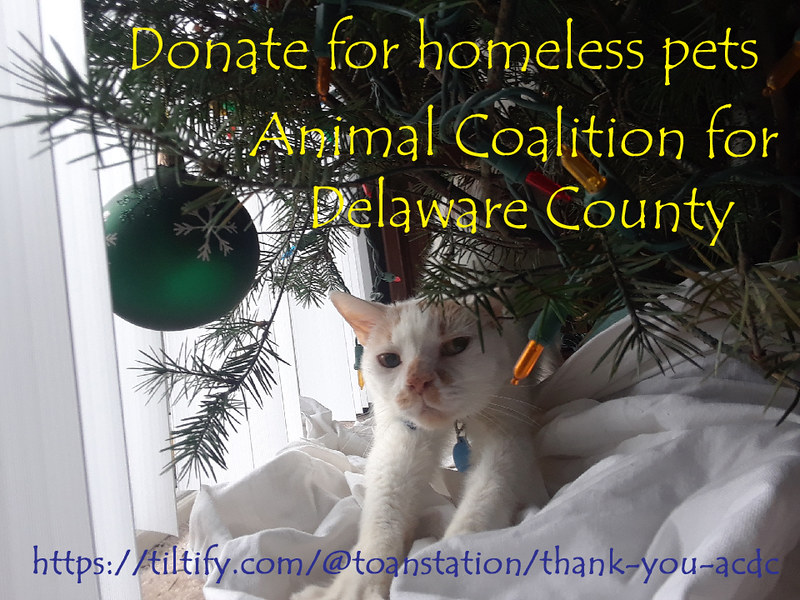 Donate for homeless pets
Animal Coalition for
Delaware County
https://tiltify.com/@toanstation/thank-you-acdc